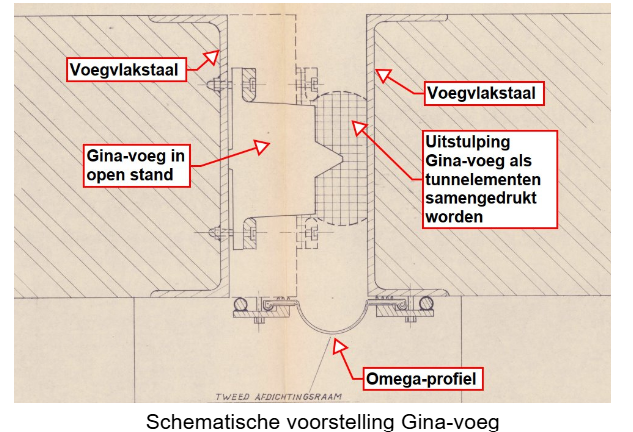 Voegvlakstaal
Voegvlakstaal
Gina-voeg in
open stand
Uitstulping
Gina-voeg als
tunnelementen
samengedrukt
worden
Omega-profiel
TWEED AFDICHTINGSRAAM
Schematische voorstelling Gina-voeg